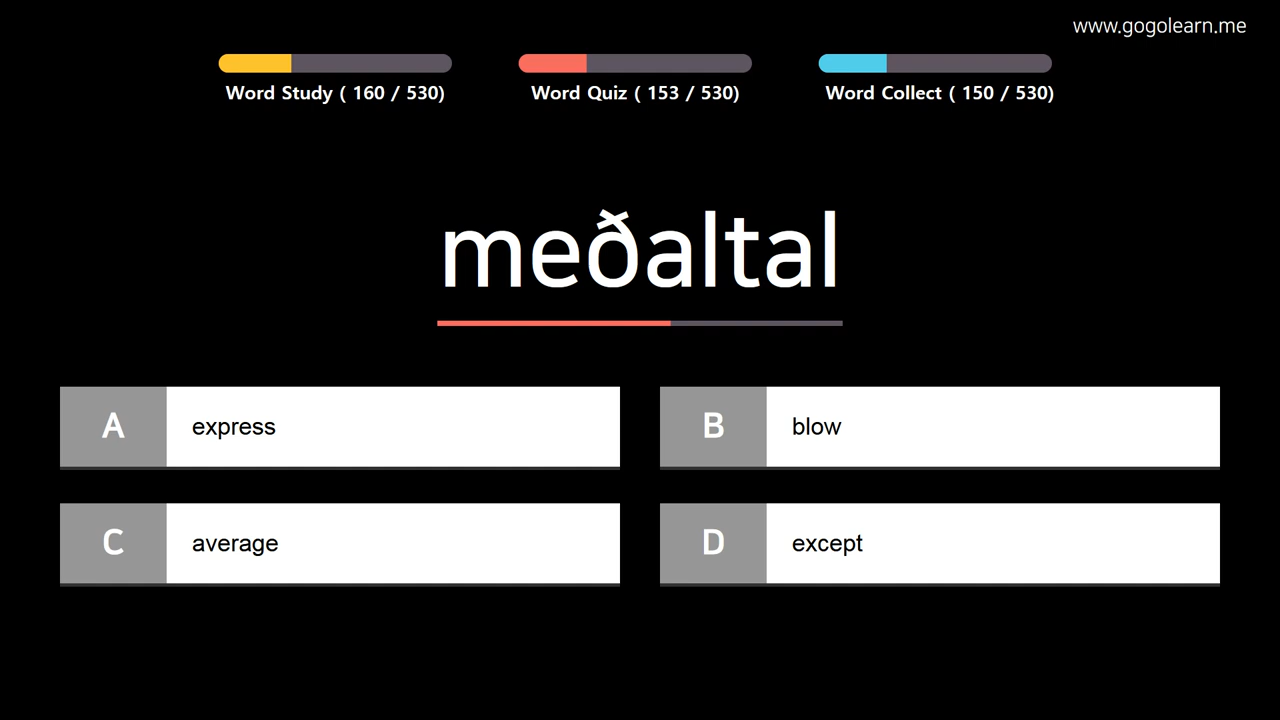 www.gogolearn.me
Word Study ( 160 / 530)
Word Quiz ( 153 / 530)
Word Collect ( 150 / 530)
meðaltal
A express
B blow
C average
D except